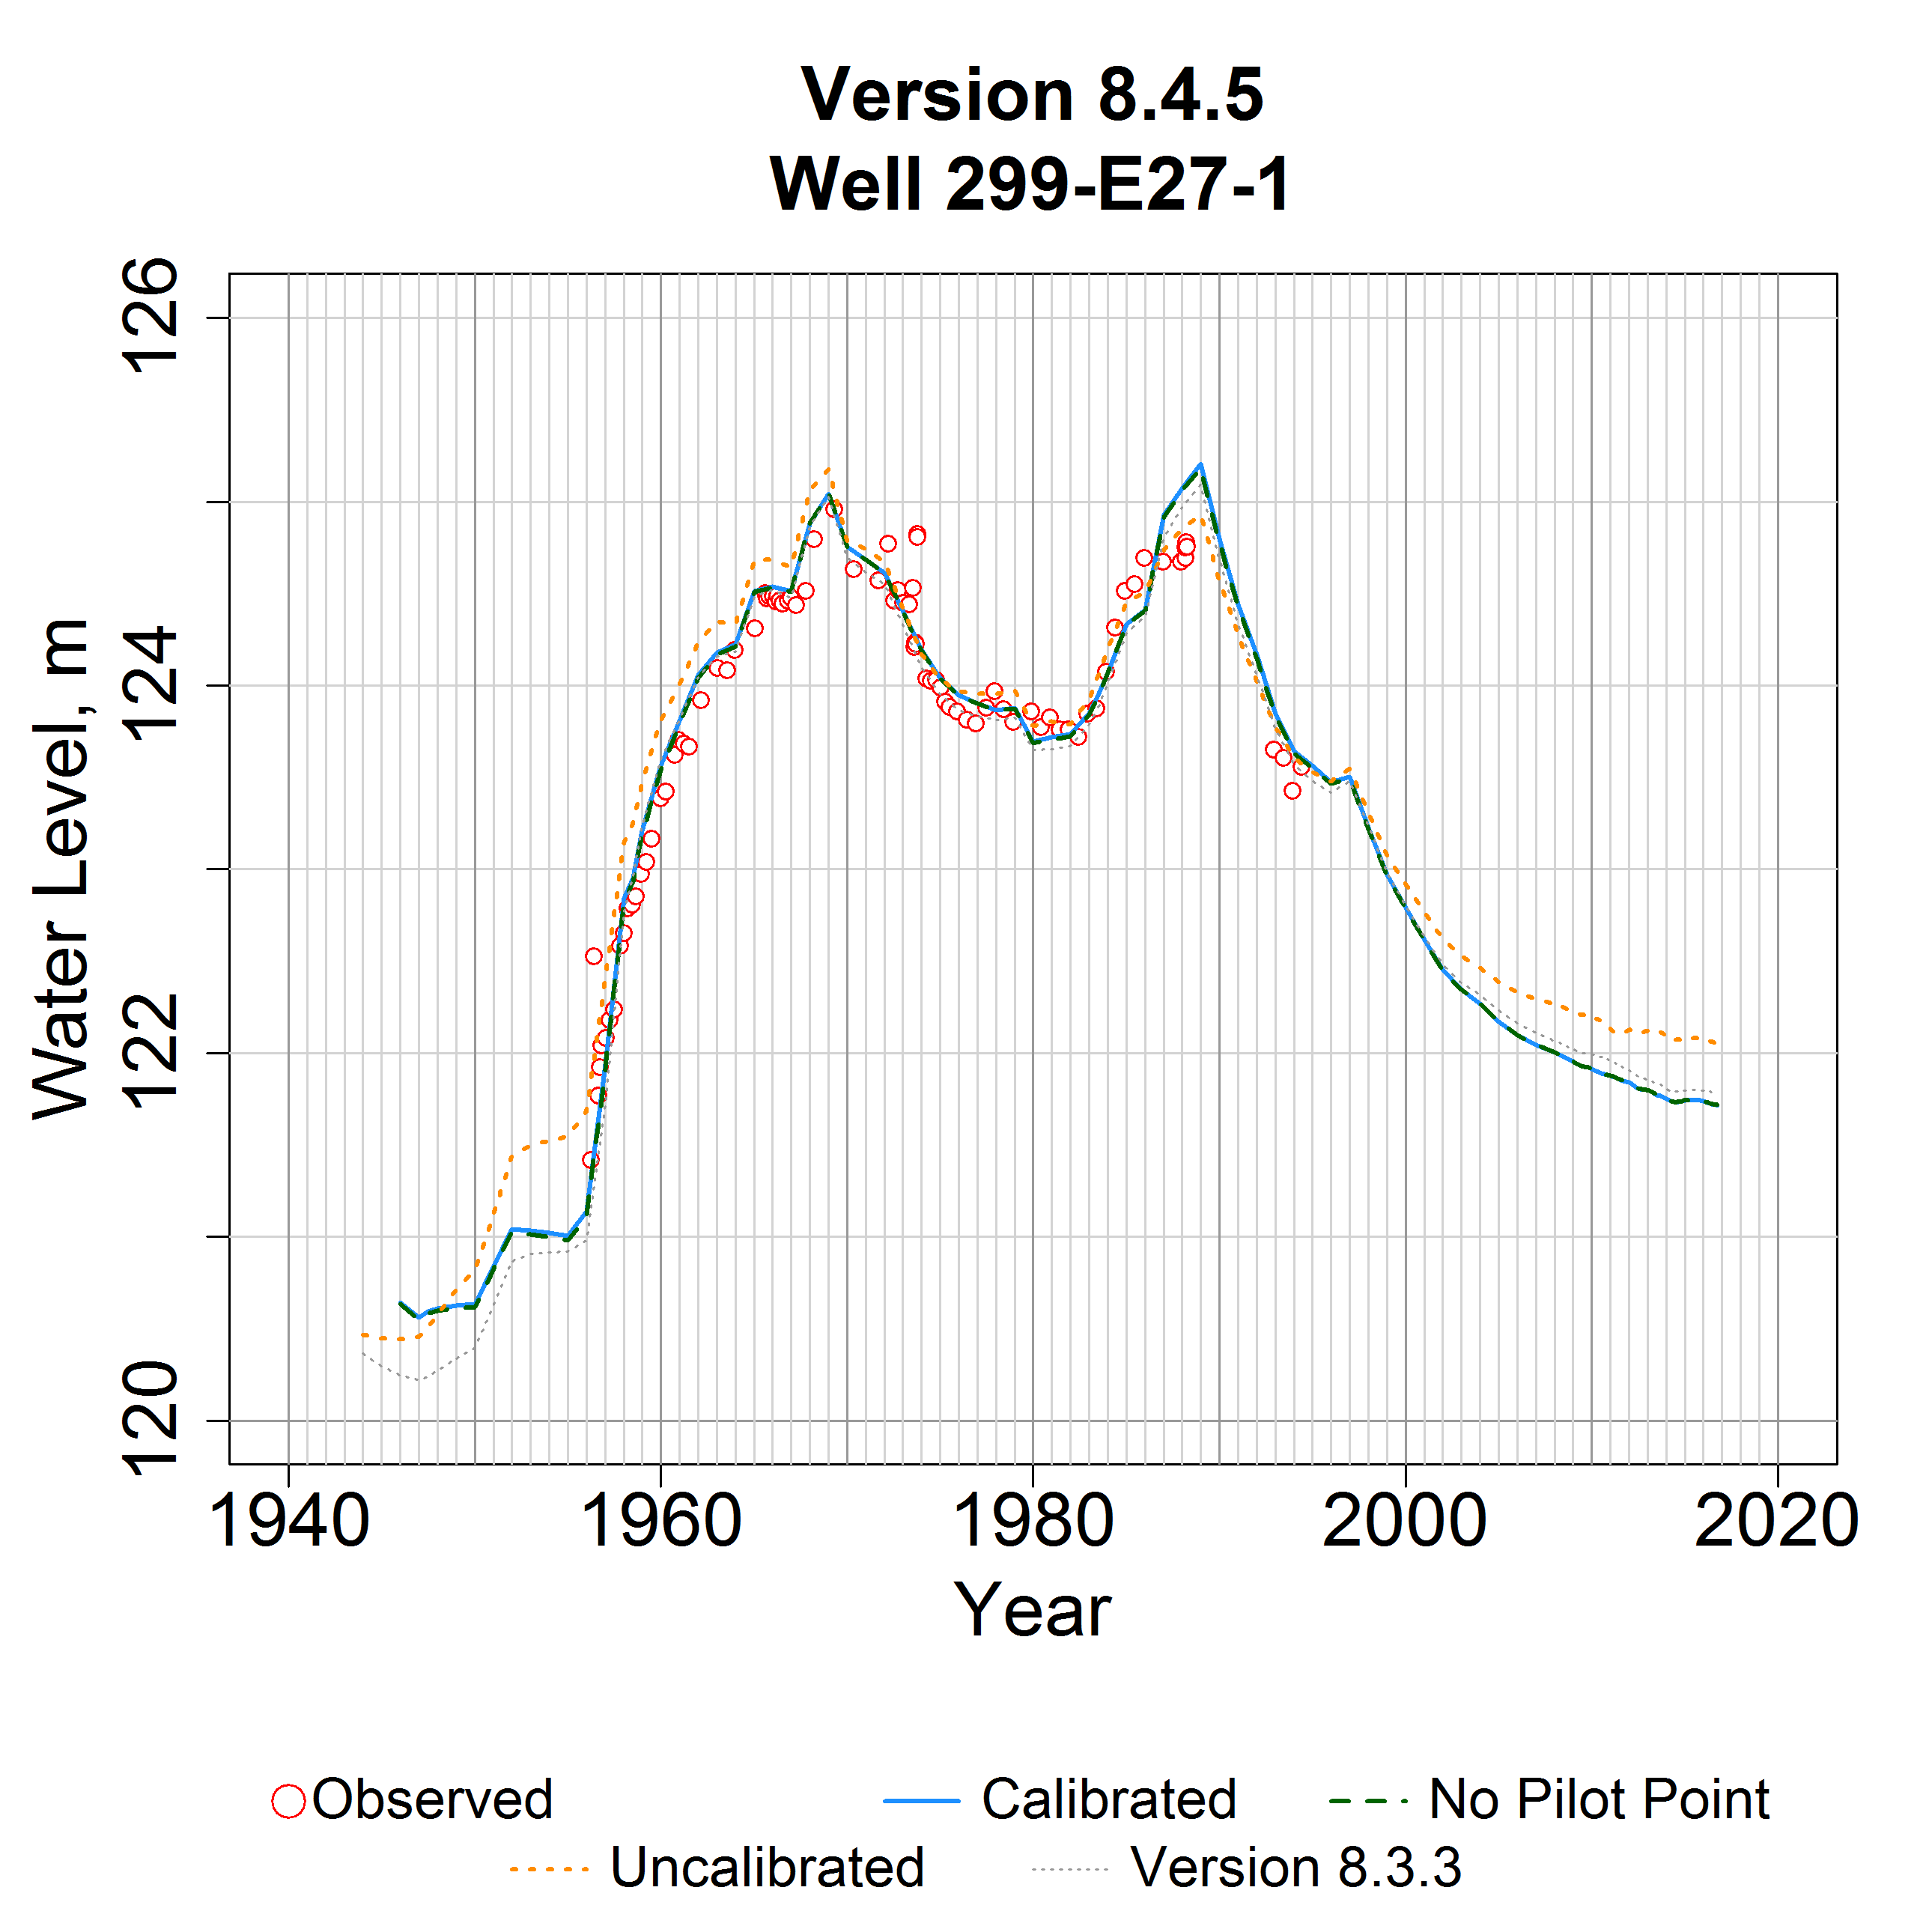 Version 8.4.5
Well 299-E27-1
Water Level, m
126
124
122
120
1940 1960 1980 2000 2020
Year
Observed Calibrated No Pilot Point
Uncalibrated Version 8.3.3